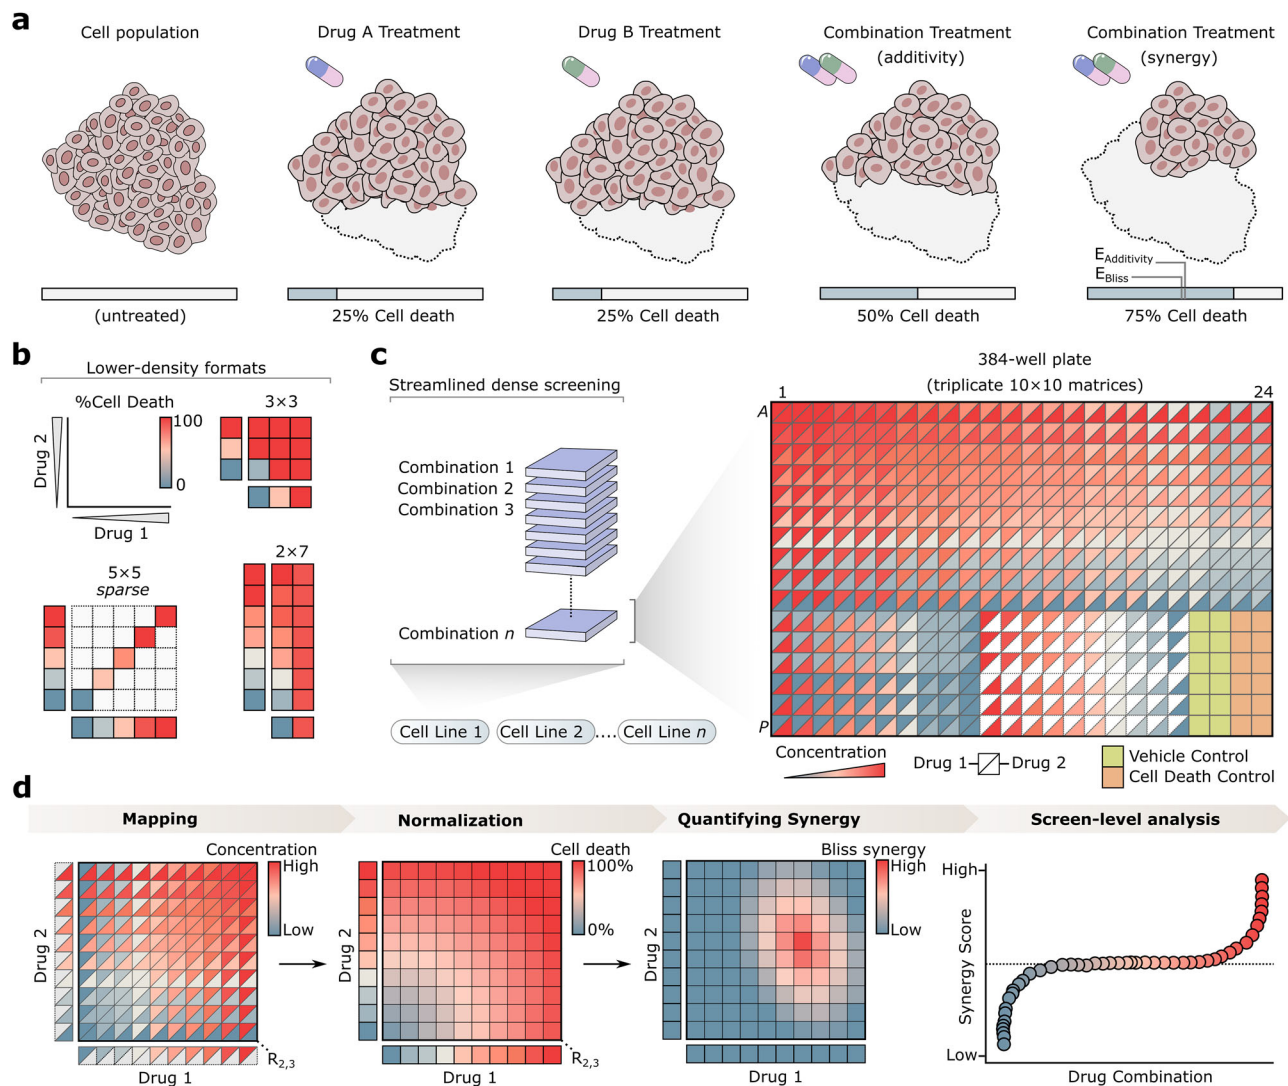 a
Cell population
Drug A Treatment
Drug B Treatment
Combination Treatment
(additivity)
Combination Treatment
(synergy)
E_Additivity
E_Bliss
(untreated)
25% Cell death
25% Cell death
50% Cell death
75% Cell death
b
Lower-density formats
%Cell Death
100
0
Drug 2
Drug 1
3×3
5×5
sparse
2×7
c
Streamlined dense screening
Combination 1
Combination 2
Combination 3
Combination n
Cell Line 1
Cell Line 2
....
Cell Line n
384-well plate
(triplicate 10×10 matrices)
1
24
A
P
Concentration
Drug 1
Drug 2
Vehicle Control
Cell Death Control
d
Mapping
Normalization
Quantifying Synergy
Screen-level analysis
Concentration
High
Low
Drug 2
Drug 1
R2,3
Cell death
100%
0%
Drug 2
Drug 1
R2,3
Bliss synergy
High
Low
Drug 2
Drug 1
High
Synergy Score
Low
Drug Combination